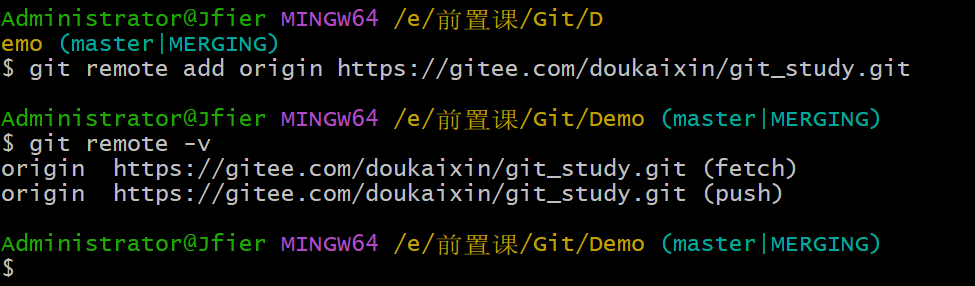 Administrator@Jfier MINGW64 /e/前置课/Git/D
emo (master|MERGING)
$ git remote add origin https://gitee.com/doukaixin/git_study.git
Administrator@Jfier MINGW64 /e/前置课/Git/Demo (master|MERGING)
$ git remote -v
origin  https://gitee.com/doukaixin/git_study.git (fetch)
origin  https://gitee.com/doukaixin/git_study.git (push)
Administrator@Jfier MINGW64 /e/前置课/Git/Demo (master|MERGING)
$